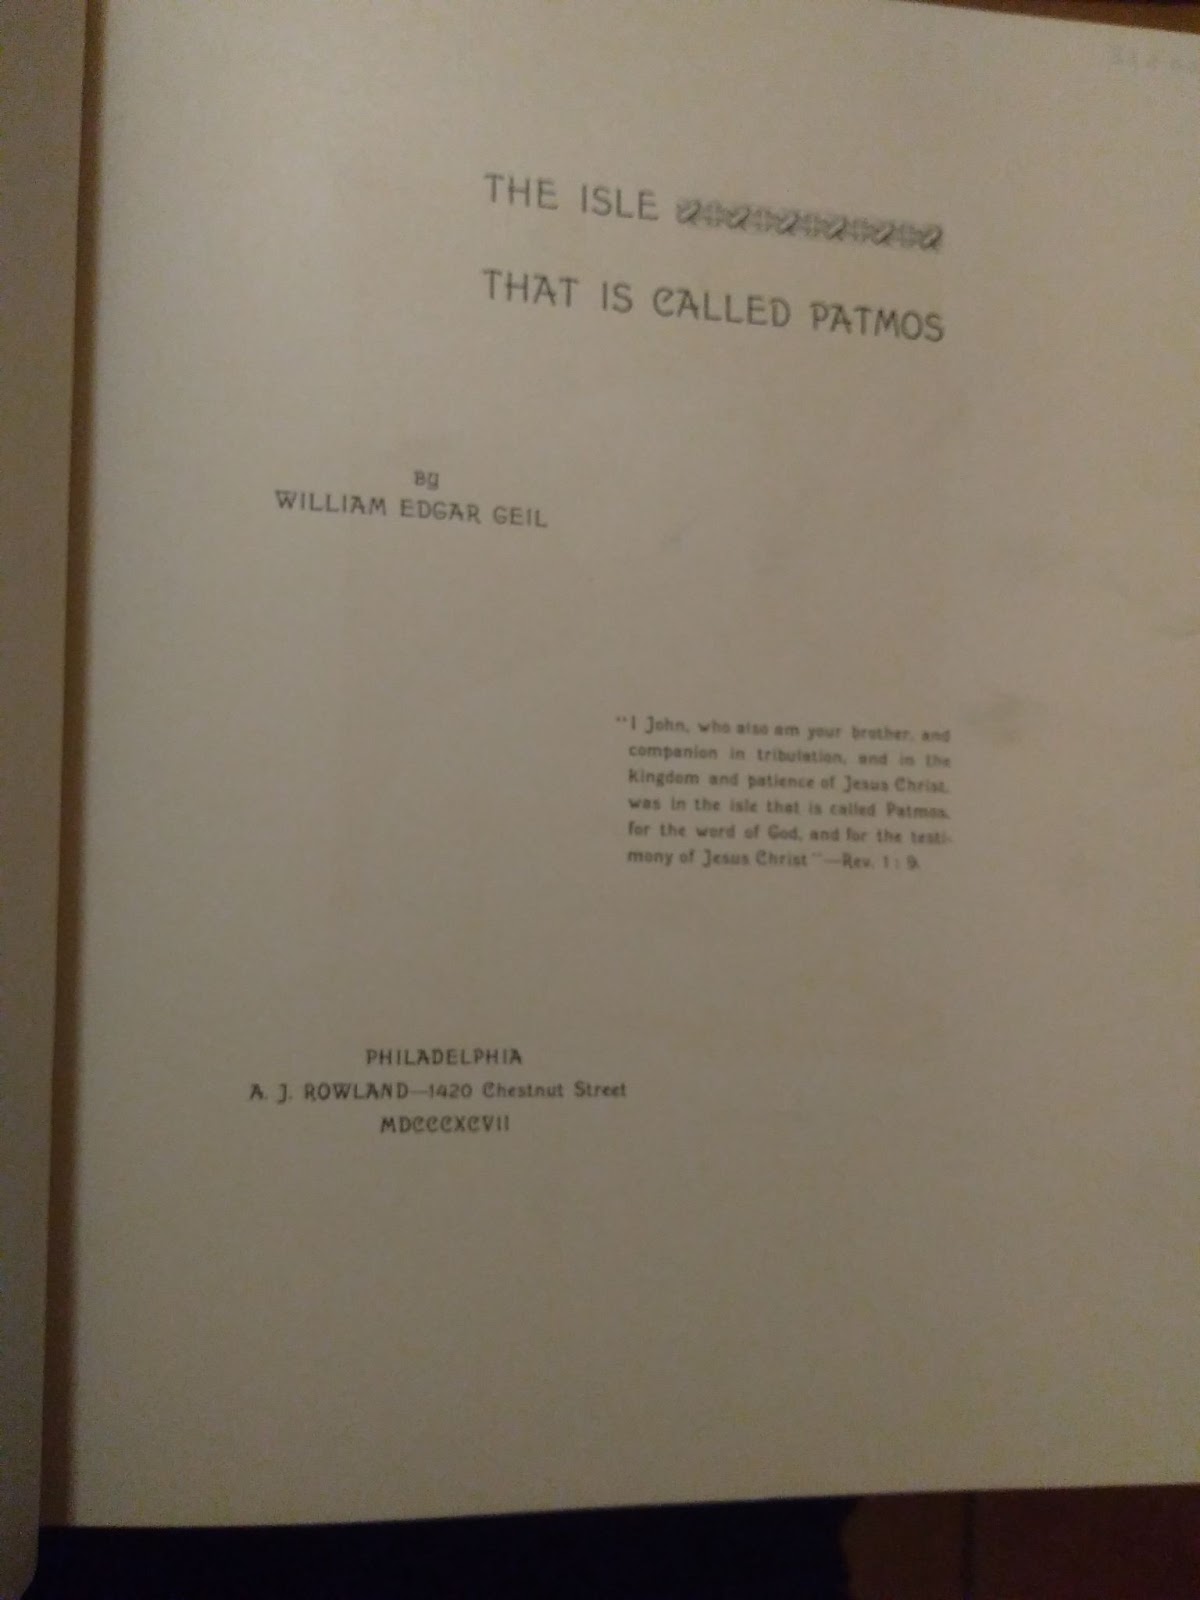 THE ISLE
THAT IS CALLED PATMOS
By
WILLIAM EDGAR GEIL
"I John, who also am your brother, and
companion in tribulation, and in the
kingdom and patience of Jesus Christ,
was in the isle that is called Patmos,
for the word of God, and for the testi-
mony of Jesus Christ"—Rev. 1 : 9.
PHILADELPHIA
A. J. ROWLAND—1420 Chestnut Street
MDCCCXCVII